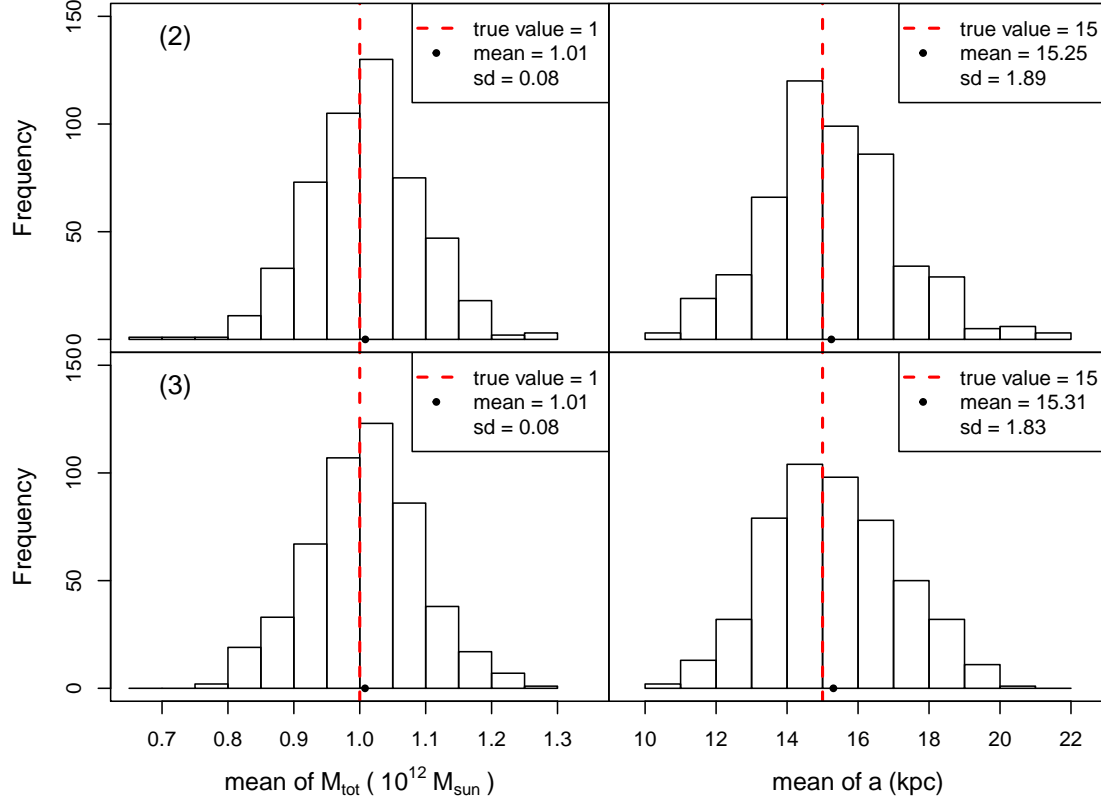 (2)
true value = 1
mean = 1.01
sd = 0.08
true value = 15
mean = 15.25
sd = 1.89
Frequency
0
50
100
150
(3)
true value = 1
mean = 1.01
sd = 0.08
true value = 15
mean = 15.31
sd = 1.83
Frequency
0
50
100
150
0.7 0.8 0.9 1.0 1.1 1.2 1.3
10 12 14 16 18 20 22
mean of M_tot ( 10^12 M_sun )
mean of a (kpc)